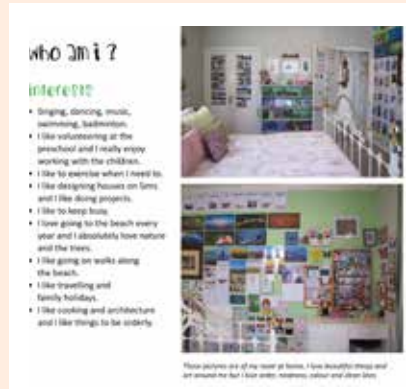 who am i?
interests
• Singing, dancing, music,
swimming, badminton.
• I like volunteering at the
preschool and I really enjoy
working with the children.
• I like to exercise when I need to.
• I like designing houses on Sims
and I like doing projects.
• I like to keep busy.
• I love going to the beach every
year and I absolutely love nature
and the trees.
• I like going on walks along
the beach.
• I like travelling and
family holidays.
• I like cooking and architecture
and I like things to be orderly.
These pictures are of my room at home, I love beautiful things and
art around me but I love order, neatness, colour and clean lines.